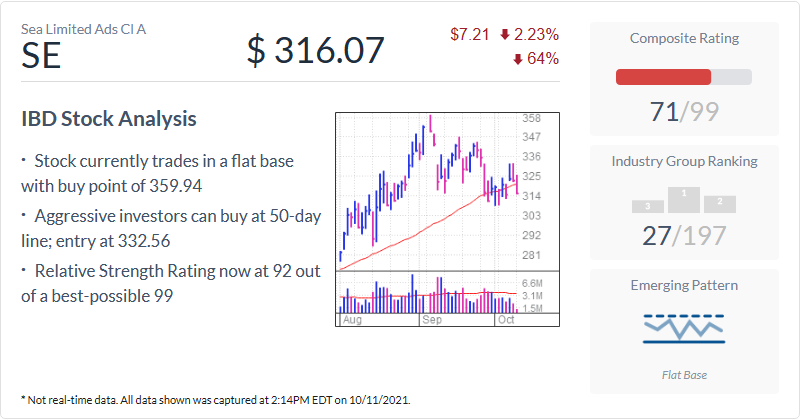 Sea Limited Ads Cl A
SE
$ 316.07
$7.21 2.23%
64%
IBD Stock Analysis
· Stock currently trades in a flat base
with buy point of 359.94
· Aggressive investors can buy at 50-day
line; entry at 332.56
· Relative Strength Rating now at 92 out
of a best-possible 99
358
347
336
325
314
303
292
281
6.6M
3.1M
1.5M
Aug Sep Oct
* Not real-time data. All data shown was captured at 2:14PM EDT on 10/11/2021.
Composite Rating
71/99
Industry Group Ranking
3 1 2
27/197
Emerging Pattern
Flat Base